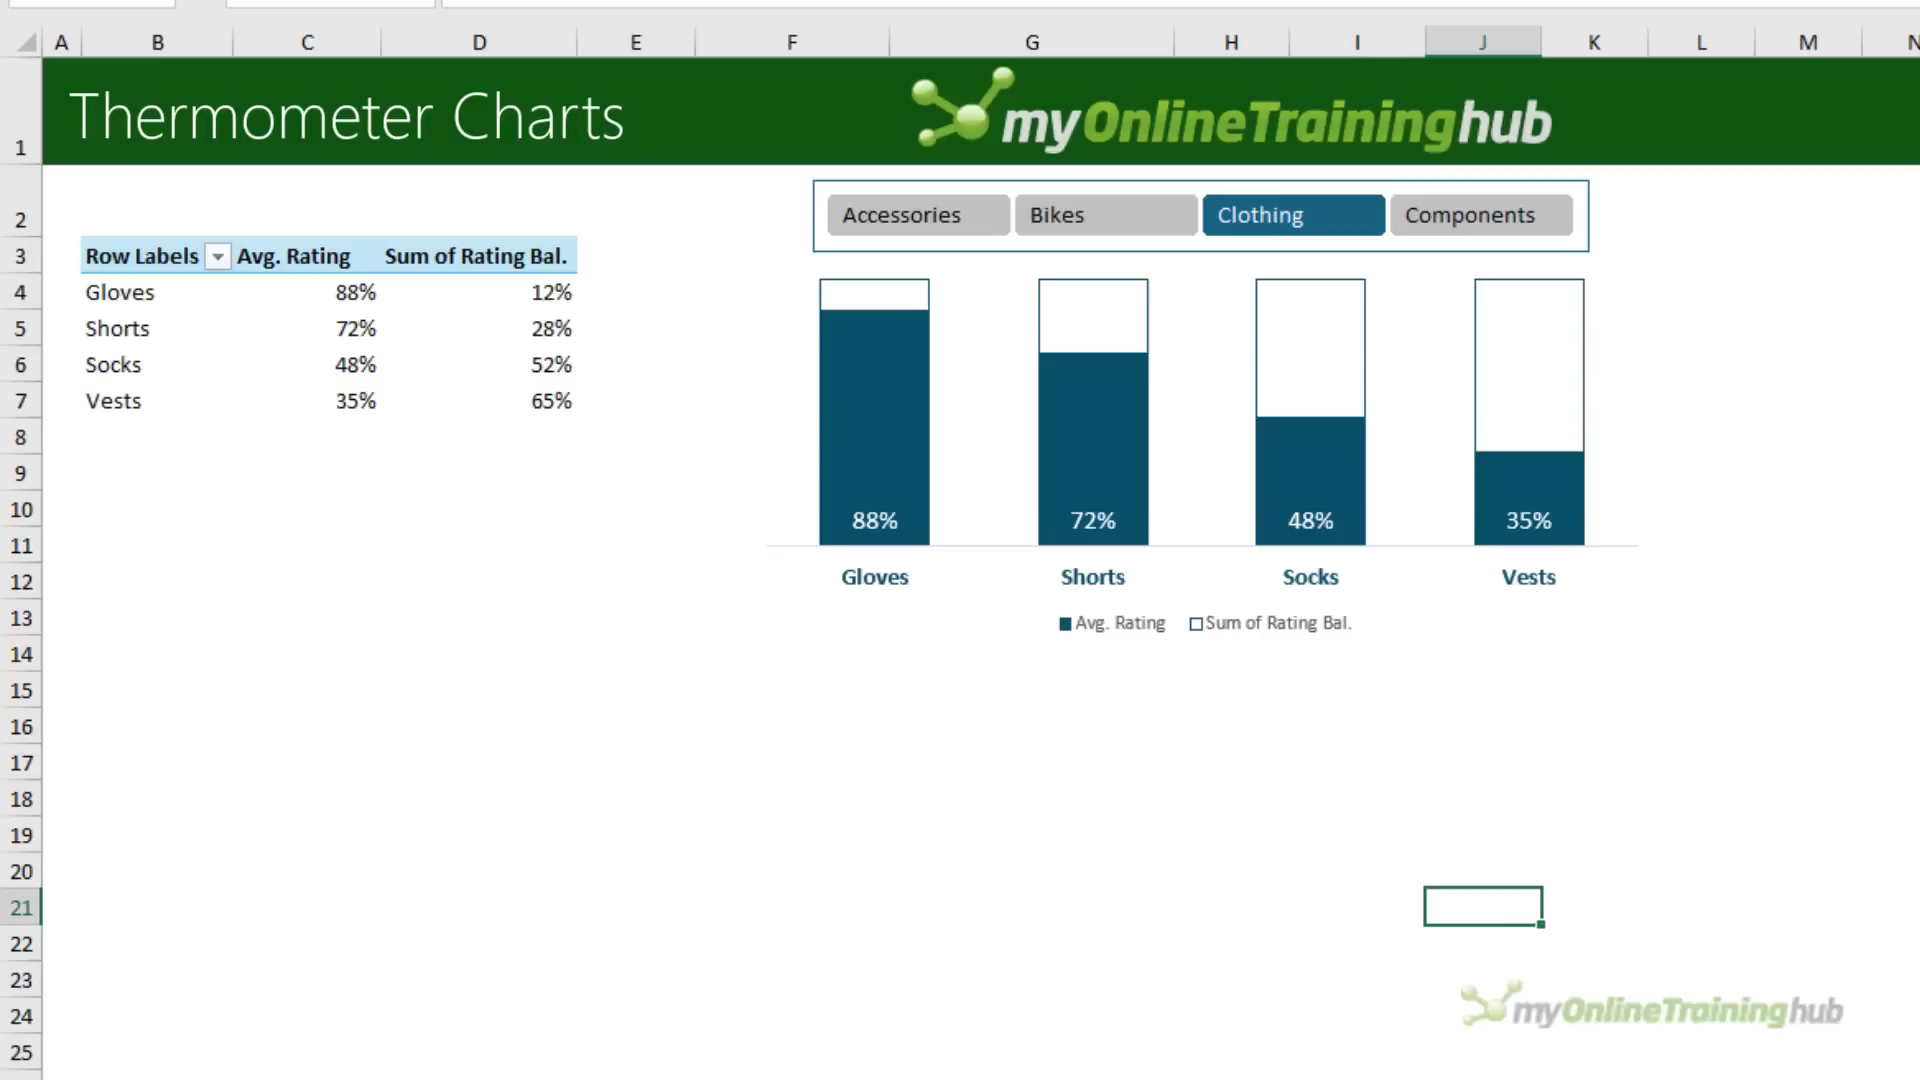 A B C D E F G H I J K L M N
1 Thermometer Charts myOnlineTraininghub
2 Accessories Bikes Clothing Components
3 Row Labels Avg. Rating Sum of Rating Bal.
4 Gloves 88% 12%
5 Shorts 72% 28%
6 Socks 48% 52%
7 Vests 35% 65%
8
9
10
88% 72% 48% 35%
11
12
Gloves Shorts Socks Vests
13
Avg. Rating Sum of Rating Bal.
14
15
16
17
18
19
20
21
22
23
24
myOnlineTraininghub
25